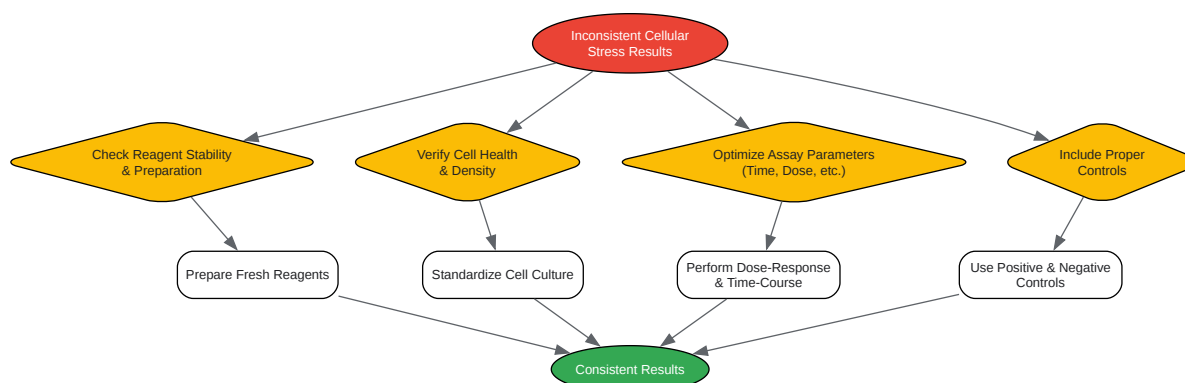 Inconsistent Cellular
Stress Results
Check Reagent Stability
& Preparation
Verify Cell Health
& Density
Optimize Assay Parameters
(Time, Dose, etc.)
Include Proper
Controls
Prepare Fresh Reagents
Standardize Cell Culture
Perform Dose-Response
& Time-Course
Use Positive & Negative
Controls
Consistent Results